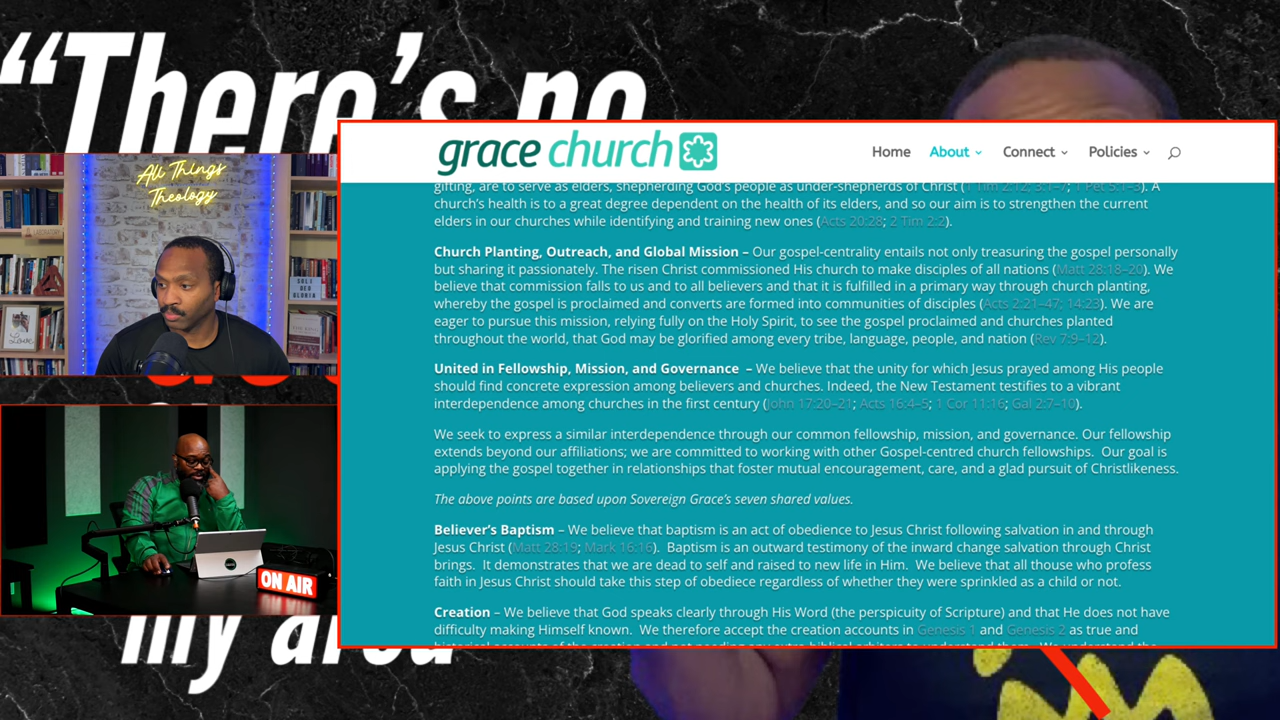 “There’s no
my area
All Things
Theology
SOLI
DEO
GLORIA
ON AIR
grace church
Home
About
Connect
Policies
gifting, are to serve as elders, shepherding God’s people as under-shepherds of Christ (1 Tim 2:12; 3:1–7; 1 Pet 5:1–3). A
church’s health is to a great degree dependent on the health of its elders, and so our aim is to strengthen the current
elders in our churches while identifying and training new ones (Acts 20:28; 2 Tim 2:2).
Church Planting, Outreach, and Global Mission – Our gospel-centrality entails not only treasuring the gospel personally
but sharing it passionately. The risen Christ commissioned His church to make disciples of all nations (Matt 28:18–20). We
believe that commission falls to us and to all believers and that it is fulfilled in a primary way through church planting,
whereby the gospel is proclaimed and converts are formed into communities of disciples (Acts 2:21–47; 14:23). We are
eager to pursue this mission, relying fully on the Holy Spirit, to see the gospel proclaimed and churches planted
throughout the world, that God may be glorified among every tribe, language, people, and nation (Rev 7:9–12).
United in Fellowship, Mission, and Governance – We believe that the unity for which Jesus prayed among His people
should find concrete expression among believers and churches. Indeed, the New Testament testifies to a vibrant
interdependence among churches in the first century (John 17:20–21; Acts 16:4–5; 1 Cor 11:16; Gal 2:7–10).
We seek to express a similar interdependence through our common fellowship, mission, and governance. Our fellowship
extends beyond our affiliations; we are committed to working with other Gospel-centred church fellowships. Our goal is
applying the gospel together in relationships that foster mutual encouragement, care, and a glad pursuit of Christlikeness.
The above points are based upon Sovereign Grace’s seven shared values.
Believer’s Baptism – We believe that baptism is an act of obedience to Jesus Christ following salvation in and through
Jesus Christ (Matt 28:19; Mark 16:16). Baptism is an outward testimony of the inward change salvation through Christ
brings. It demonstrates that we are dead to self and raised to new life in Him. We believe that all thouse who profess
faith in Jesus Christ should take this step of obediece regardless of whether they were sprinkled as a child or not.
Creation – We believe that God speaks clearly through His Word (the perspicuity of Scripture) and that He does not have
difficulty making Himself known. We therefore accept the creation accounts in Genesis 1 and Genesis 2 as true and